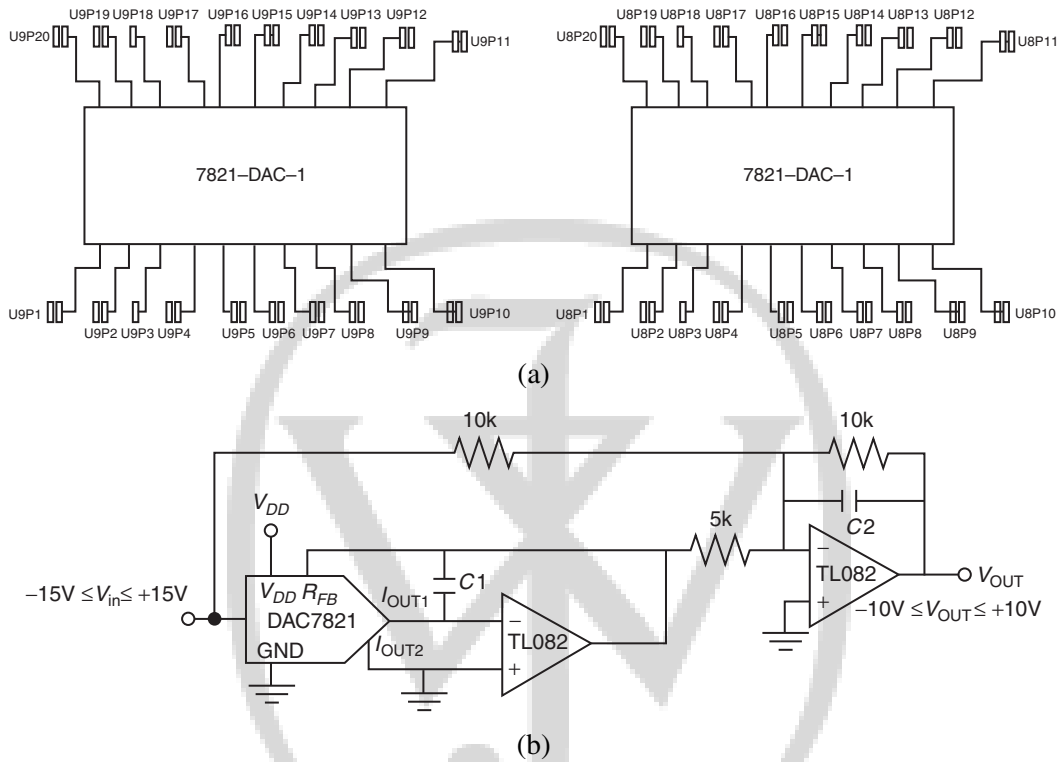 U9P20 U9P19 U9P18 U9P17 U9P16 U9P15 U9P14 U9P13 U9P12 U9P11
7821–DAC–1
U9P1 U9P2 U9P3 U9P4 U9P5 U9P6 U9P7 U9P8 U9P9 U9P10
U8P20 U8P19 U8P18 U8P17 U8P16 U8P15 U8P14 U8P13 U8P12 U8P11
7821–DAC–1
U8P1 U8P2 U8P3 U8P4 U8P5 U8P6 U8P7 U8P8 U8P9 U8P10
(a)
10k
10k
V_DD
C2
5k
C1
–15V ≤ V_in ≤ +15V
V_DD R_FB
DAC7821
GND
I_OUT1
I_OUT2
–
TL082
+
–
TL082
+
V_OUT
–10V ≤ V_OUT ≤ +10V
(b)